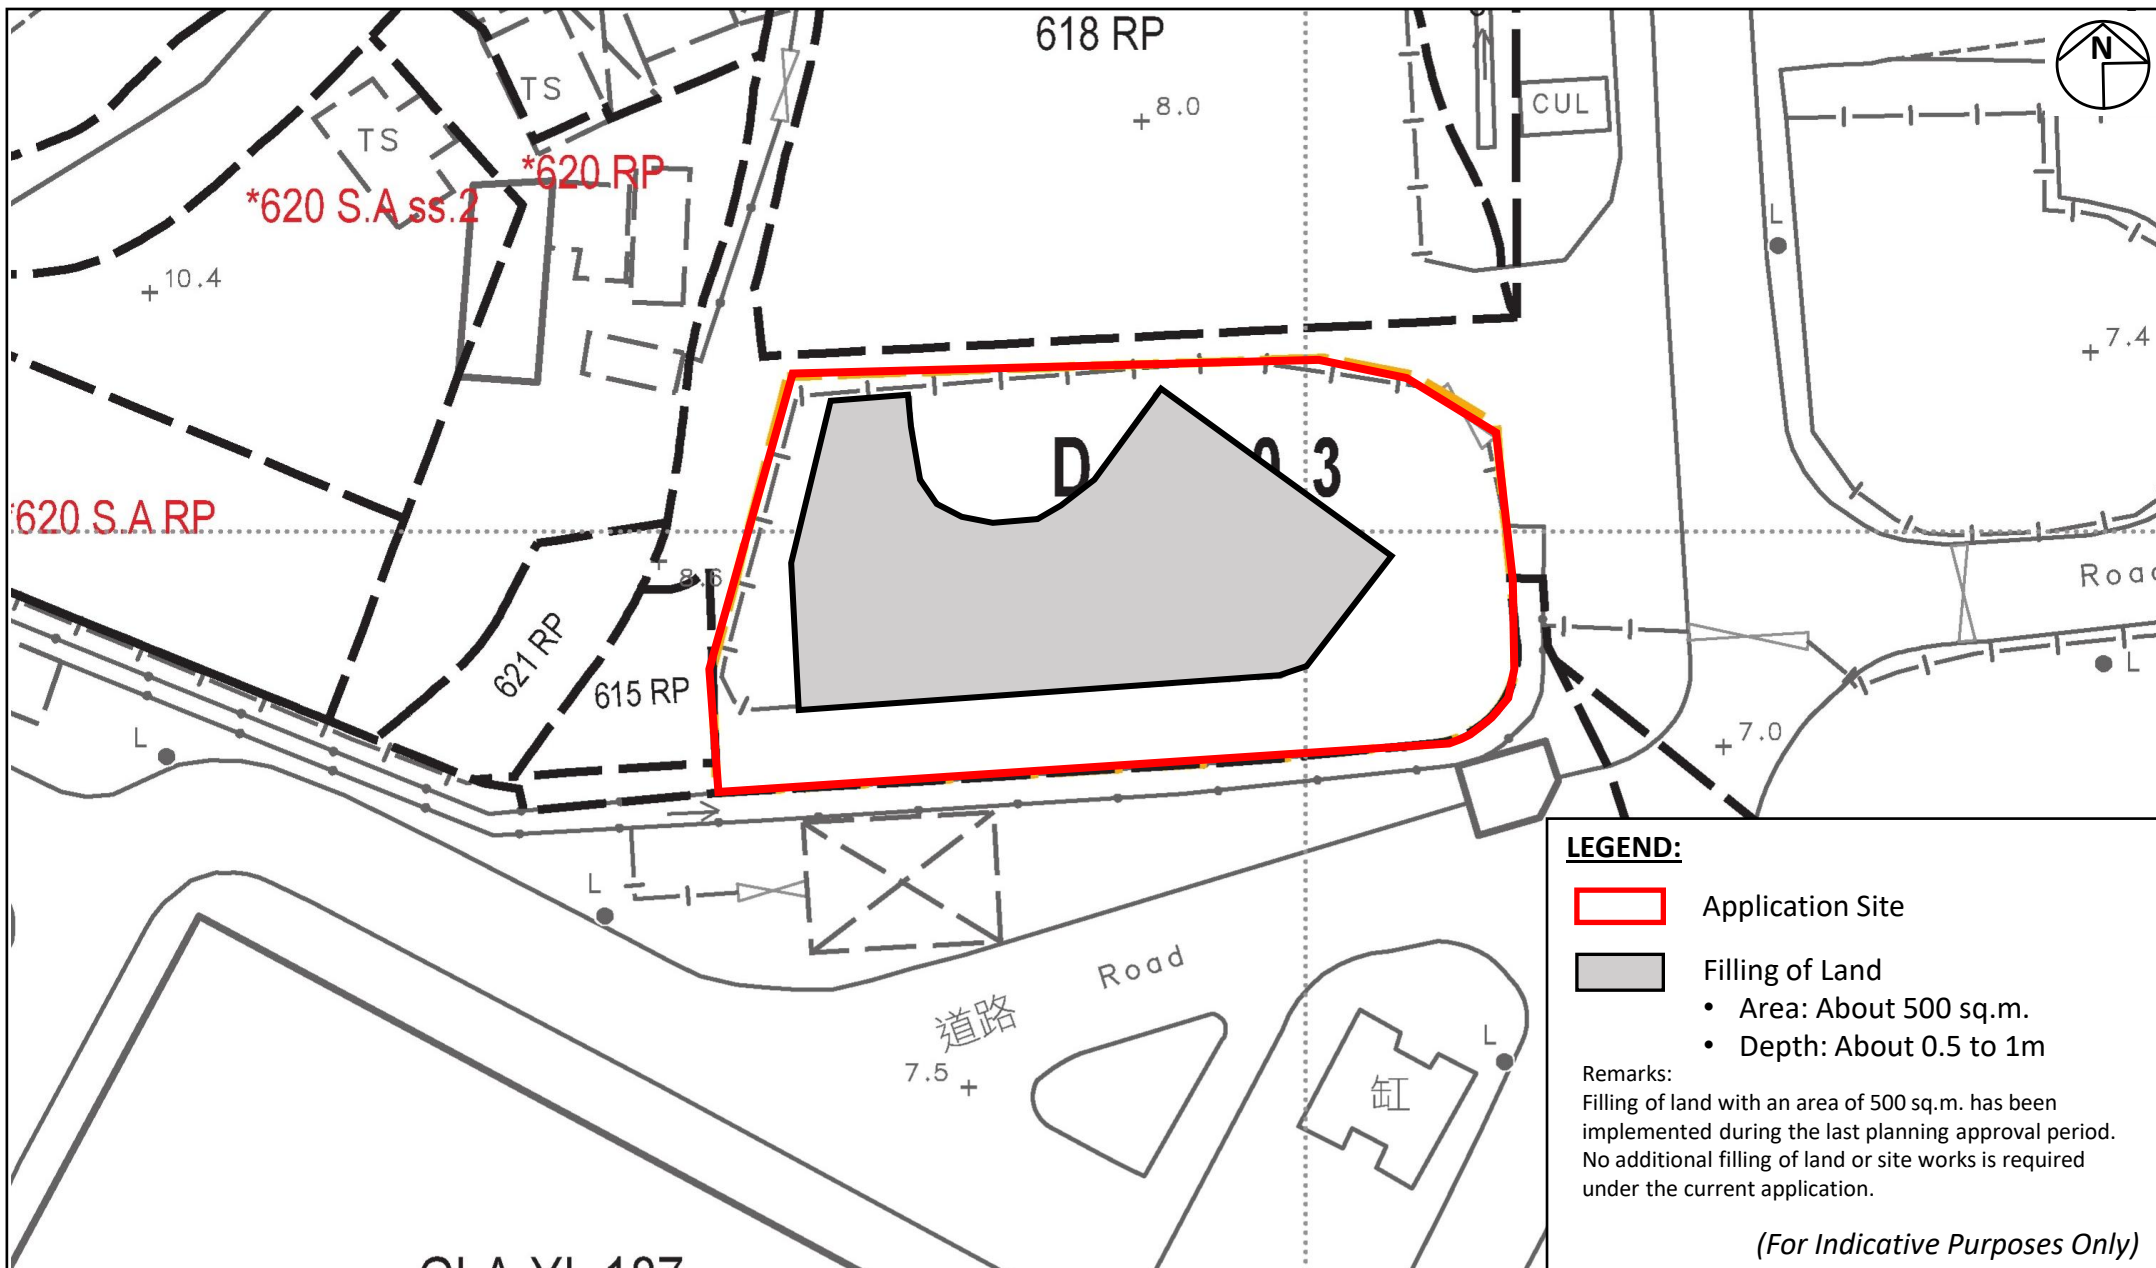 618 RP
N
TS
8.0
CUL
TS
*620 RP
*620 S.A ss.2
L
10.4
7.4
D
3
*620 S.A RP
8.6
Road
621 RP
615 RP
L
L
7.0
LEGEND:
Application Site
L
Filling of Land
• Area: About 500 sq.m.
• Depth: About 0.5 to 1m
Road
道路
L
7.5
缸
Remarks:
Filling of land with an area of 500 sq.m. has been
implemented during the last planning approval period.
No additional filling of land or site works is required
under the current application.
(For Indicative Purposes Only)